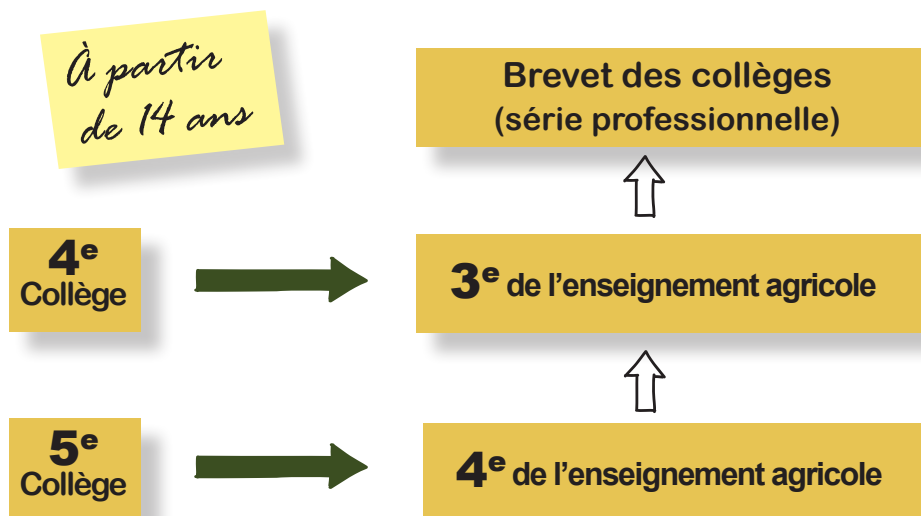 À partir
de 14 ans
Brevet des collèges
(série professionnelle)
4e
Collège
3e de l'enseignement agricole
5e
Collège
4e de l'enseignement agricole